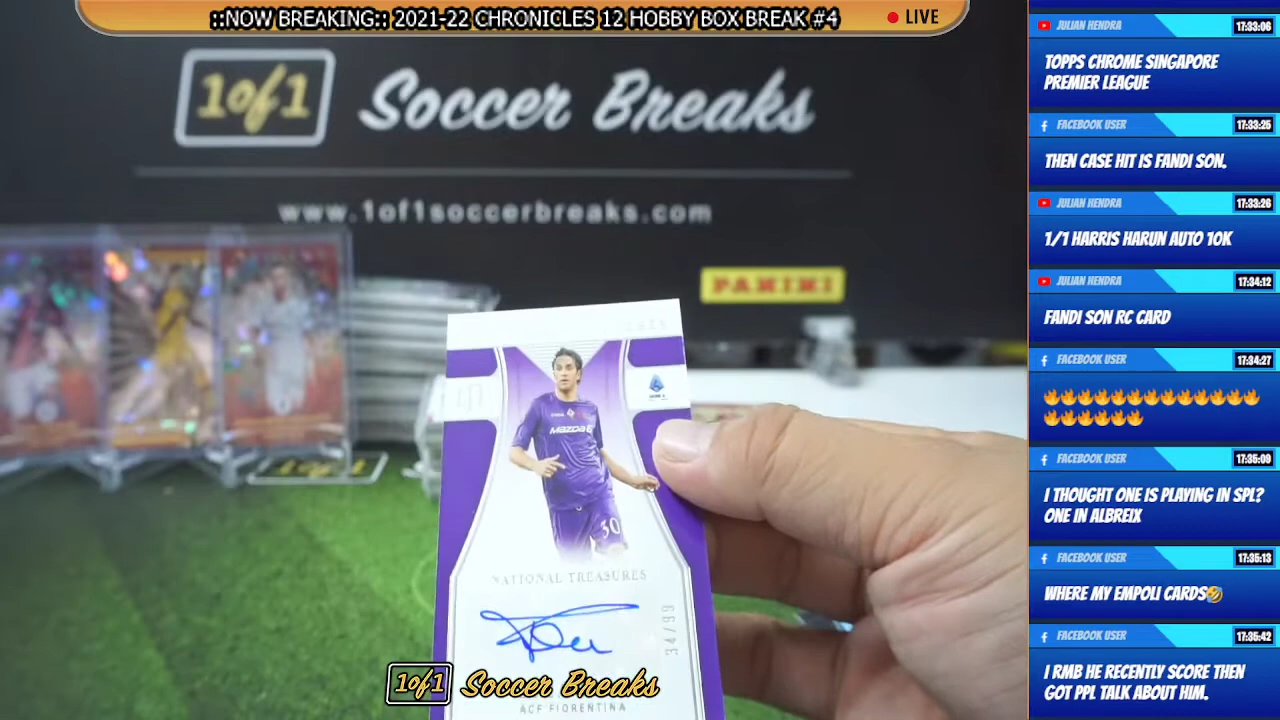 ::NOW BREAKING:: 2021-22 CHRONICLES 12 HOBBY BOX BREAK #4
LIVE
1of1 Soccer Breaks
www.1of1soccerbreaks.com
PANINI
MAZDA
30
NATIONAL TREASURES
34/99
1of1 Soccer Breaks
ACF FIORENTINA
JULIAN HENDRA 17:33:06
TOPPS CHROME SINGAPORE
PREMIER LEAGUE
FACEBOOK USER 17:33:25
THEN CASE HIT IS FANDI SON.
JULIAN HENDRA 17:33:26
1/1 HARRIS HARUN AUTO 10K
JULIAN HENDRA 17:34:12
FANDI SON RC CARD
FACEBOOK USER 17:34:27
🔥🔥🔥🔥🔥🔥🔥🔥🔥🔥🔥🔥🔥
🔥🔥🔥🔥🔥🔥
FACEBOOK USER 17:35:09
I THOUGHT ONE IS PLAYING IN SPL?
ONE IN ALBREIX
FACEBOOK USER 17:35:13
WHERE MY EMPOLI CARDS🤣
FACEBOOK USER 17:35:42
I RMB HE RECENTLY SCORE THEN
GOT PPL TALK ABOUT HIM.